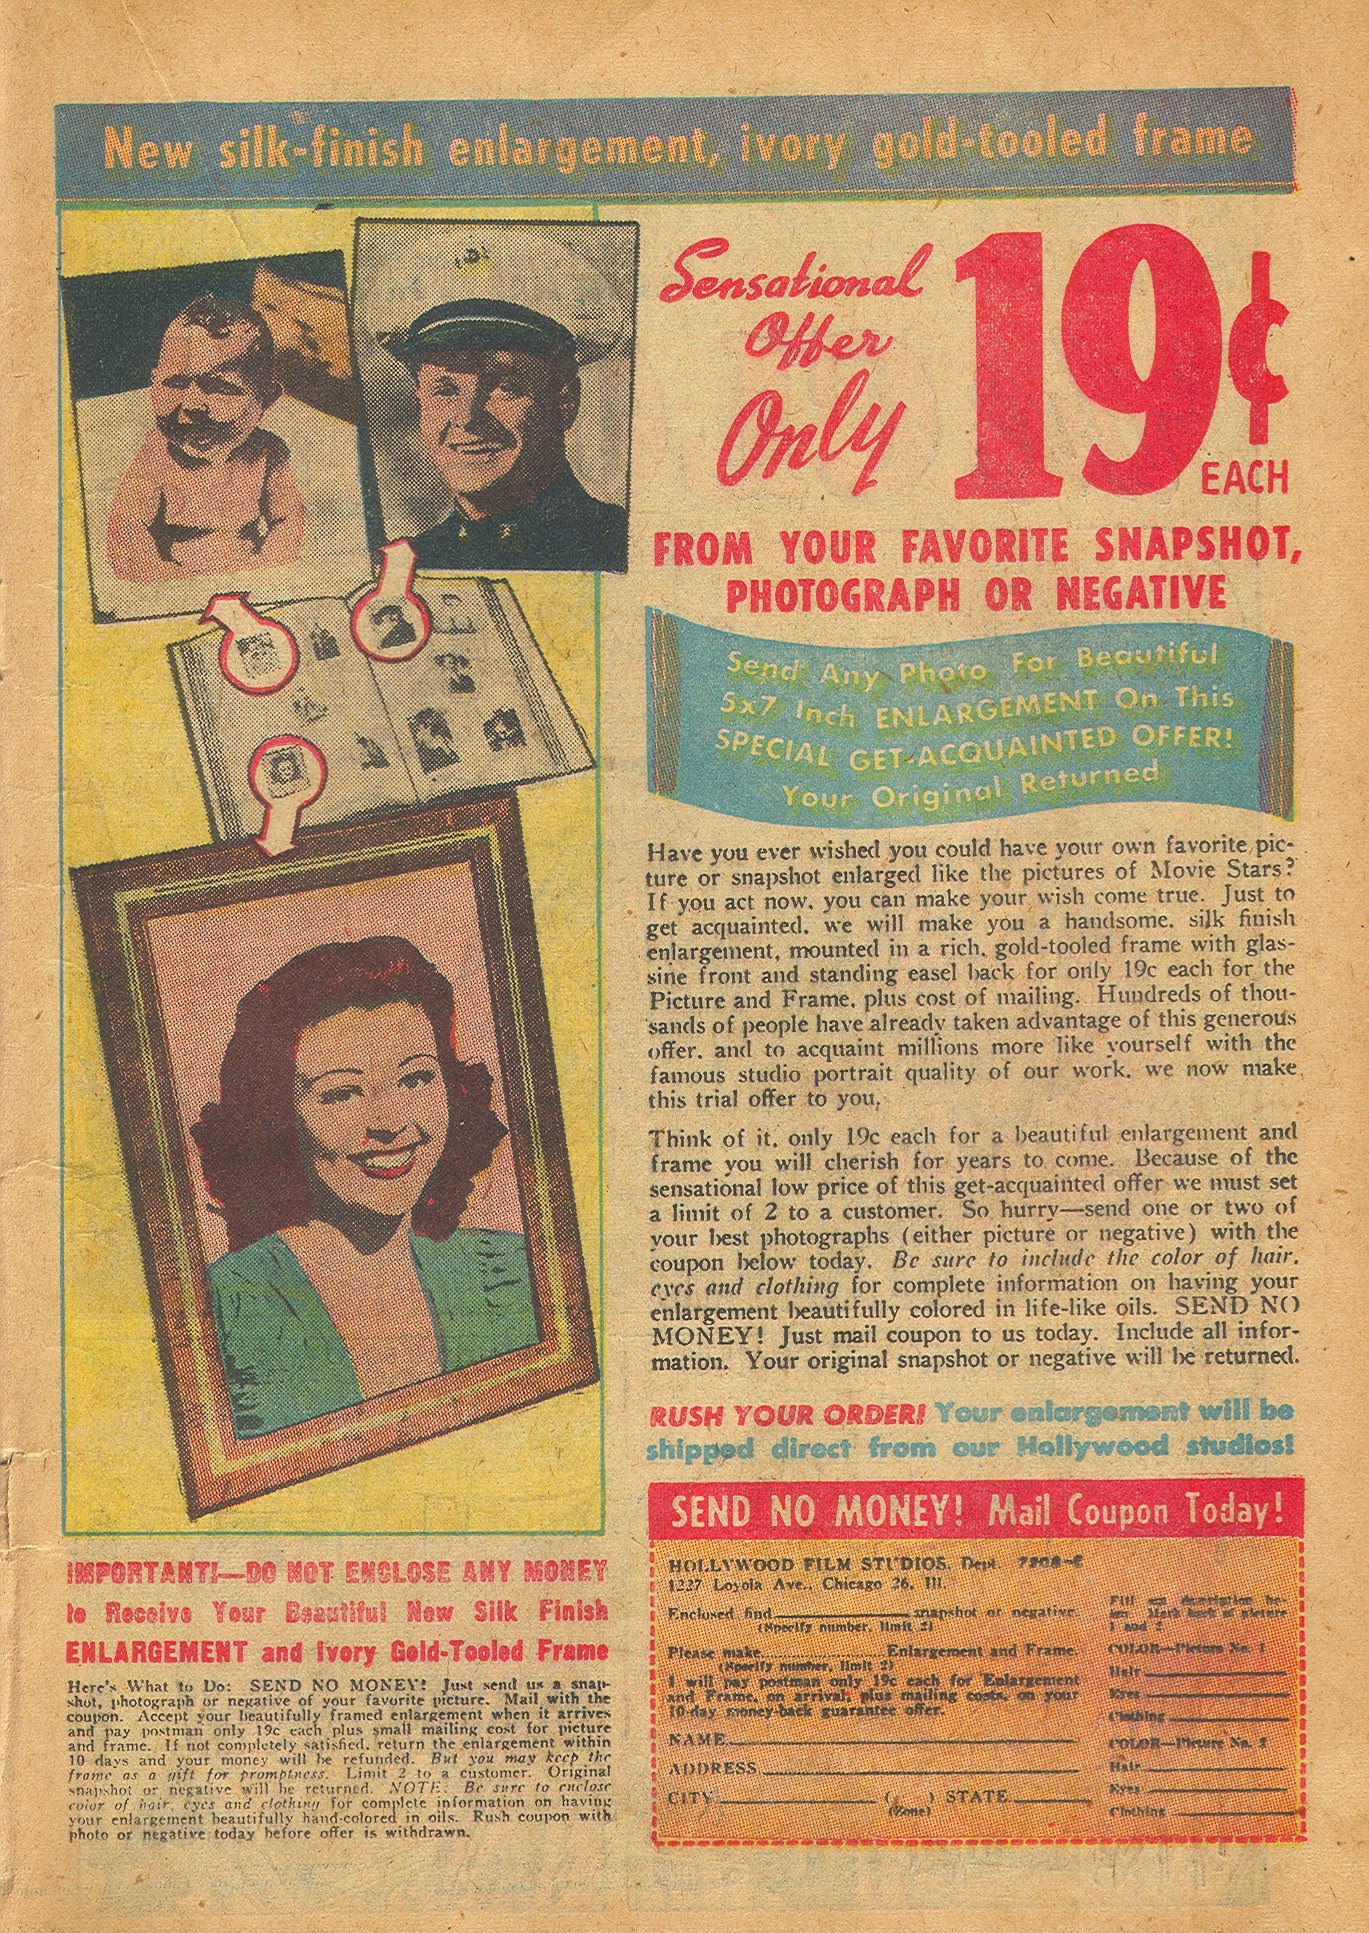 New silk-finish enlargement, ivory gold-tooled frame
Sensational
Offer
Only
19¢
EACH
FROM YOUR FAVORITE SNAPSHOT,
PHOTOGRAPH OR NEGATIVE
Send Any Photo For Beautiful
5x7 Inch ENLARGEMENT On This
SPECIAL GET-ACQUAINTED OFFER!
Your Original Returned
Have you ever wished you could have your own favorite pic-
ture or snapshot enlarged like the pictures of Movie Stars?
If you act now, you can make your wish come true. Just to
get acquainted, we will make you a handsome, silk finish
enlargement, mounted in a rich, gold-tooled frame with glas-
sine front and standing easel back for only 19c each for the
Picture and Frame, plus cost of mailing. Hundreds of thou-
sands of people have already taken advantage of this generous
offer, and to acquaint millions more like yourself with the
famous studio portrait quality of our work, we now make
this trial offer to you.
Think of it, only 19c each for a beautiful enlargement and
frame you will cherish for years to come. Because of the
sensational low price of this get-acquainted offer we must set
a limit of 2 to a customer. So hurry—send one or two of
your best photographs (either picture or negative) with the
coupon below today. Be sure to include the color of hair,
eyes and clothing for complete information on having your
enlargement beautifully colored in life-like oils. SEND NO
MONEY! Just mail coupon to us today. Include all infor-
mation. Your original snapshot or negative will be returned.
RUSH YOUR ORDER! Your enlargement will be
shipped direct from our Hollywood studios!
IMPORTANT!—DO NOT ENCLOSE ANY MONEY
to Receive Your Beautiful New Silk Finish
ENLARGEMENT and Ivory Gold-Tooled Frame
Here's What to Do: SEND NO MONEY! Just send us a snap-
shot, photograph or negative of your favorite picture. Mail with the
coupon. Accept your beautifully framed enlargement when it arrives
and pay postman only 19c each plus small mailing cost for picture
and frame. If not completely satisfied, return the enlargement within
10 days and your money will be refunded. But you may keep the
frame as a gift for promptness. Limit 2 to a customer. Original
snapshot or negative will be returned. NOTE: Be sure to enclose
color of hair, eyes and clothing for complete information on having
your enlargement beautifully hand-colored in oils. Rush coupon with
photo or negative today before offer is withdrawn.
SEND NO MONEY! Mail Coupon Today!
HOLLYWOOD FILM STUDIOS, Dept.
1227 Loyola Ave., Chicago 26, Ill.
Enclosed find snapshot or negative.
(Specify number, limit 2)
Please make Enlargement and Frame.
(Specify number, limit 2)
I will pay postman only 19c each for Enlargement
and Frame, on arrival, plus mailing costs, on your
10-day money-back guarantee offer.
NAME
ADDRESS
CITY ( ) STATE
(Zone)
Fill out description be-
low. Mark back of picture
1 and 2
COLOR—Picture No. 1
Hair
Eyes
Clothing
COLOR—Picture No. 2
Hair
Eyes
Clothing